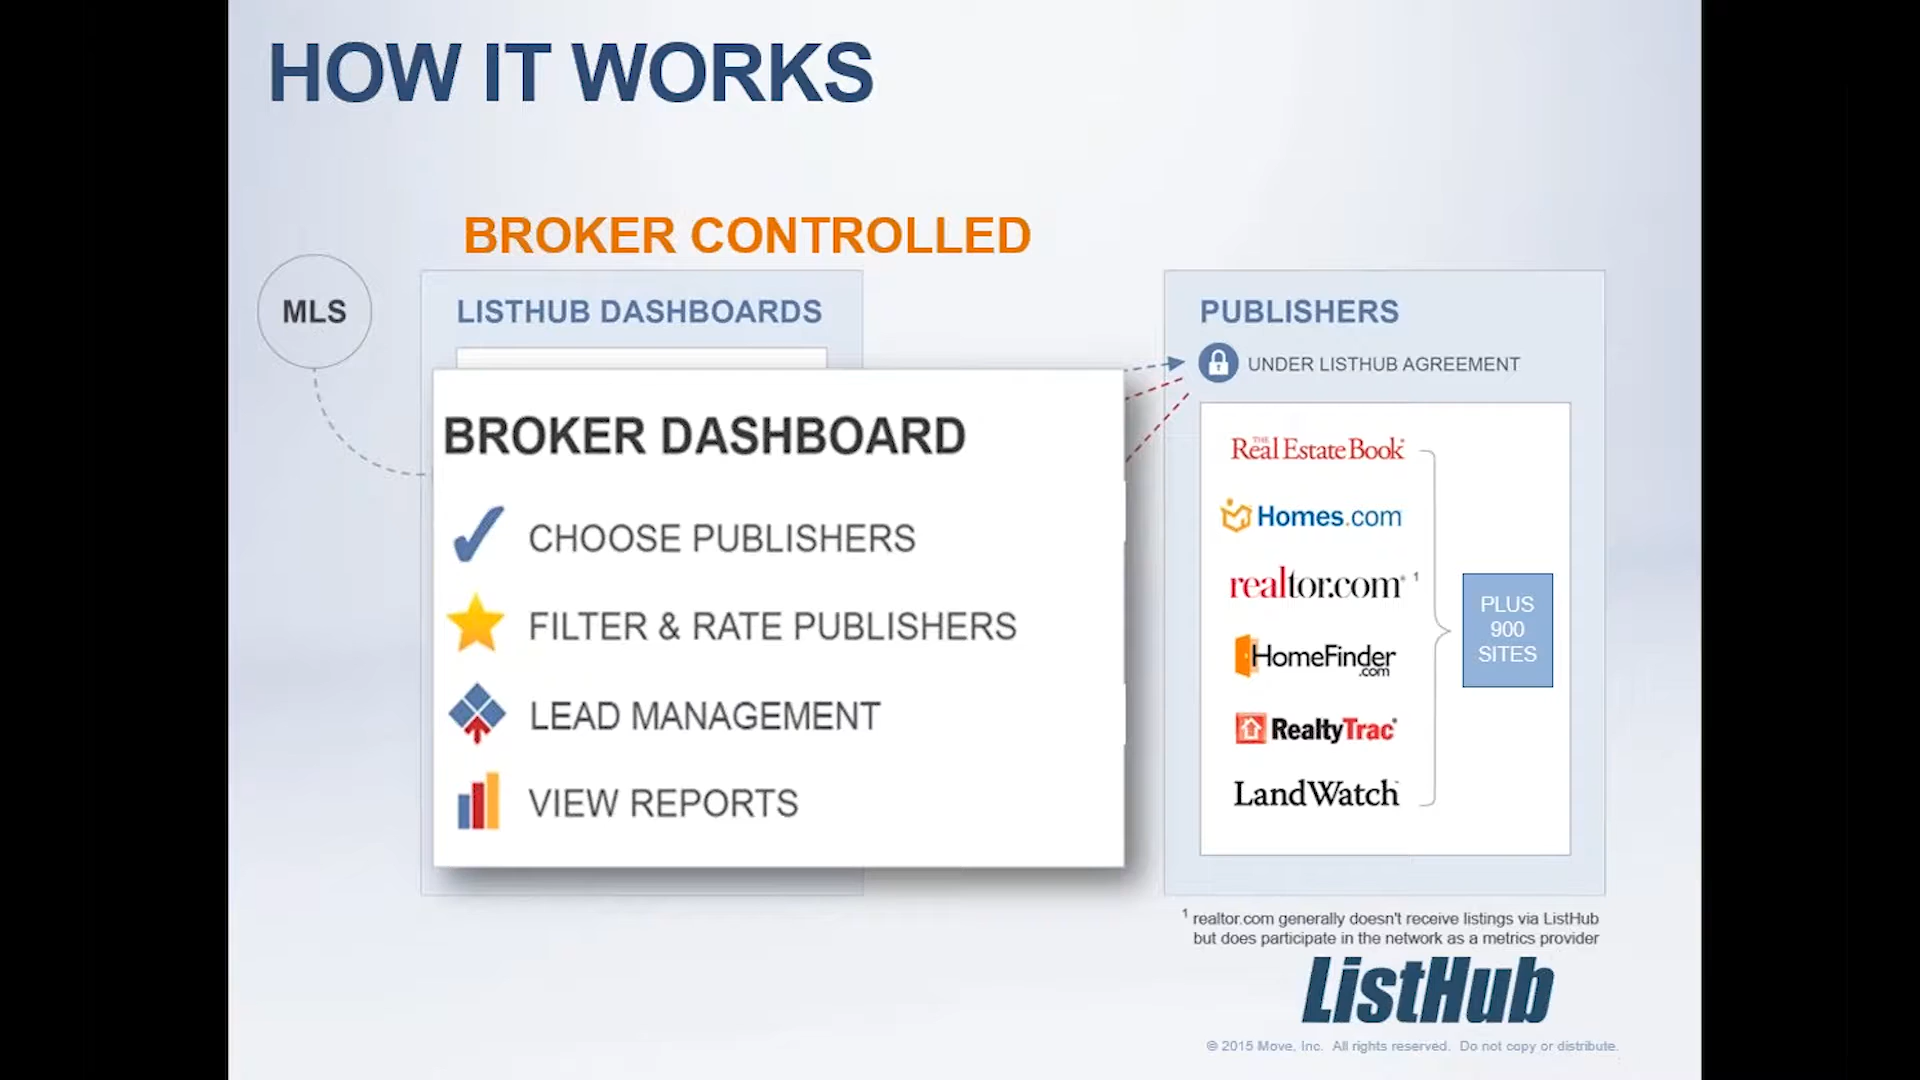 HOW IT WORKS
BROKER CONTROLLED
MLS
LISTHUB DASHBOARDS
BROKER DASHBOARD
CHOOSE PUBLISHERS
FILTER & RATE PUBLISHERS
LEAD MANAGEMENT
VIEW REPORTS
PUBLISHERS
UNDER LISTHUB AGREEMENT
THE Real Estate Book
Homes.com
realtor.com® 1
HomeFinder.com
RealtyTrac®
LandWatch™
PLUS
900
SITES
1 realtor.com generally doesn't receive listings via ListHub
but does participate in the network as a metrics provider
ListHub
© 2015 Move, Inc. All rights reserved. Do not copy or distribute.